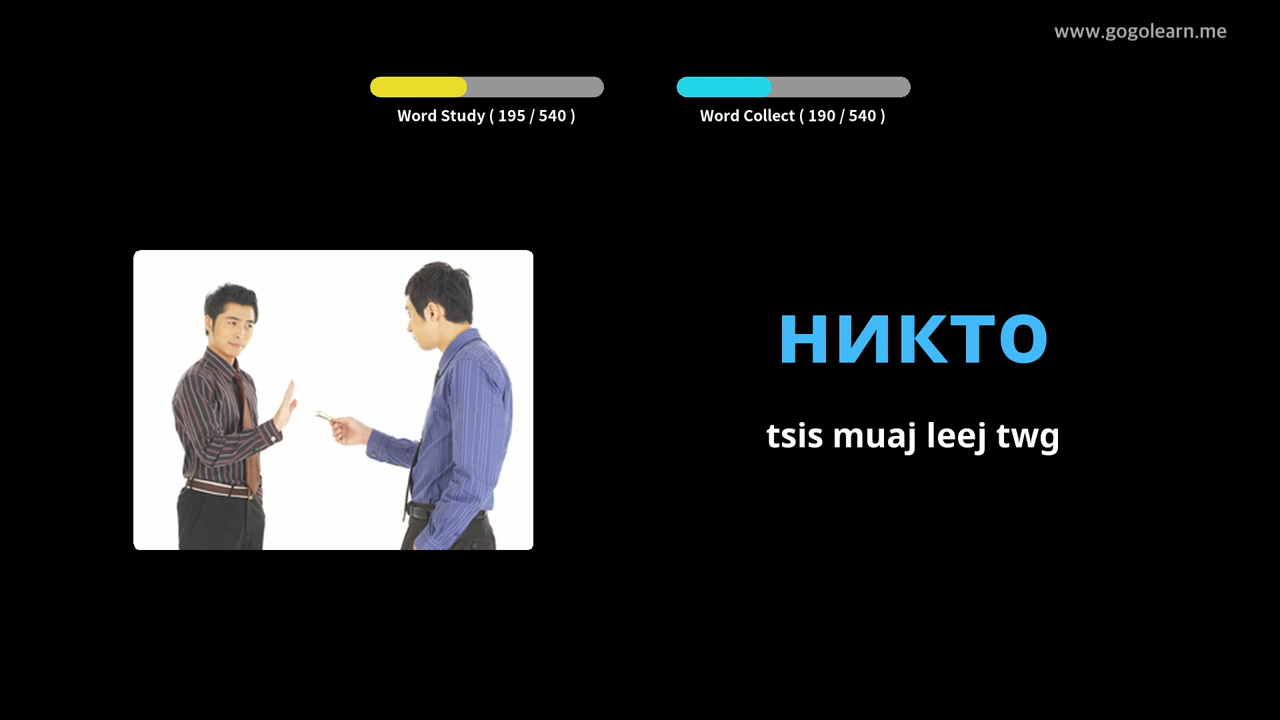 www.gogolearn.me
Word Study ( 195 / 540 )
Word Collect ( 190 / 540 )
никто
tsis muaj leej twg